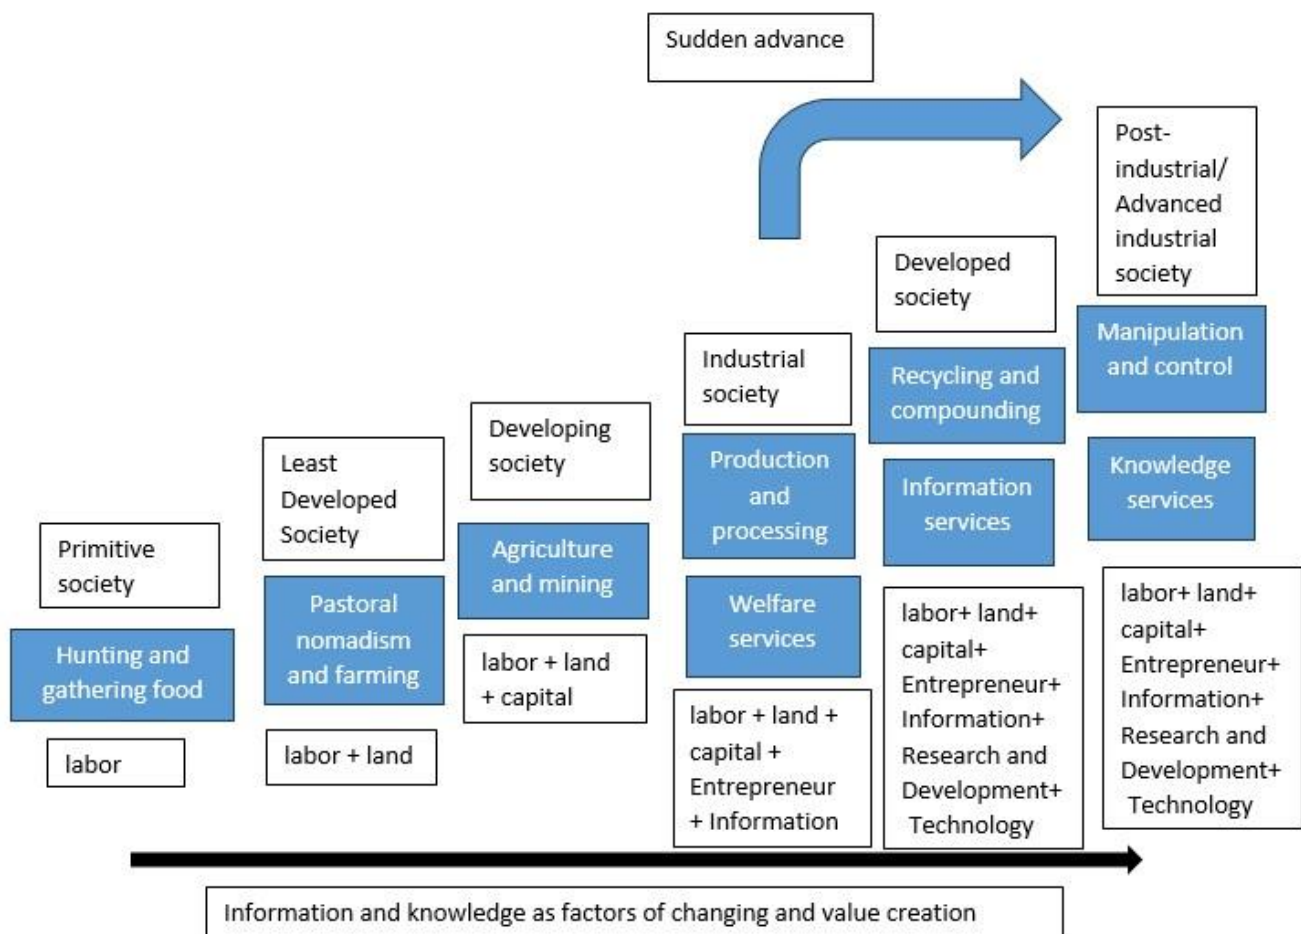 Sudden advance
Post-
industrial/
Advanced
industrial
society
Manipulation
and control
Knowledge
services
labor+ land+
capital+
Entrepreneur+
Information+
Research and
Development+
Technology
Developed
society
Recycling and
compounding
Information
services
labor+ land+
capital+
Entrepreneur+
Information+
Research and
Development+
Technology
Industrial
society
Production
and
processing
Welfare
services
labor + land +
capital +
Entrepreneur
+ Information
Developing
society
Agriculture
and mining
labor + land
+ capital
Least
Developed
Society
Pastoral
nomadism
and farming
labor + land
Primitive
society
Hunting and
gathering food
labor
Information and knowledge as factors of changing and value creation